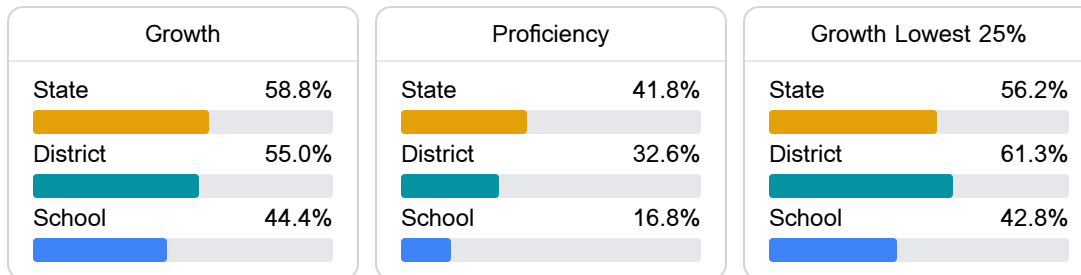 Growth
State 58.8%
District 55.0%
School 44.4%
Proficiency
State 41.8%
District 32.6%
School 16.8%
Growth Lowest 25%
State 56.2%
District 61.3%
School 42.8%